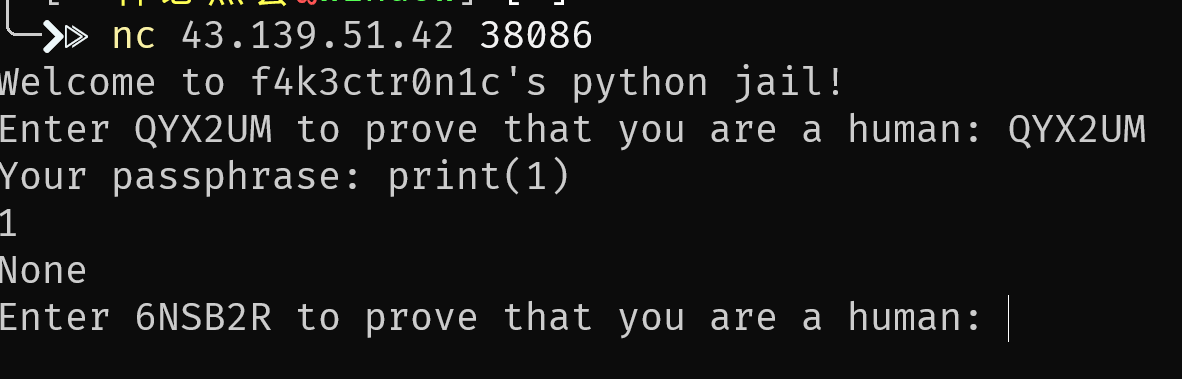 nc 43.139.51.42 38086
Welcome to f4k3ctr0n1c's python jail!
Enter QYX2UM to prove that you are a human: QYX2UM
Your passphrase: print(1)
1
None
Enter 6NSB2R to prove that you are a human: